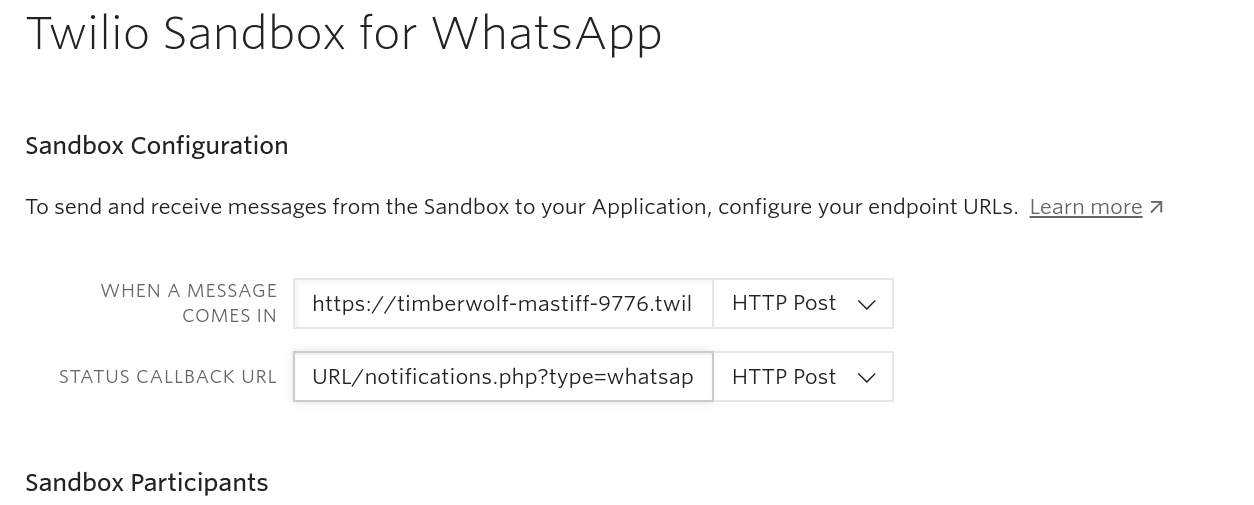 Twilio Sandbox for WhatsApp
Sandbox Configuration
To send and receive messages from the Sandbox to your Application, configure your endpoint URLs. Learn more
WHEN A MESSAGE
COMES IN
https://timberwolf-mastiff-9776.twil
HTTP Post
STATUS CALLBACK URL
URL/notifications.php?type=whatsap
HTTP Post
Sandbox Participants